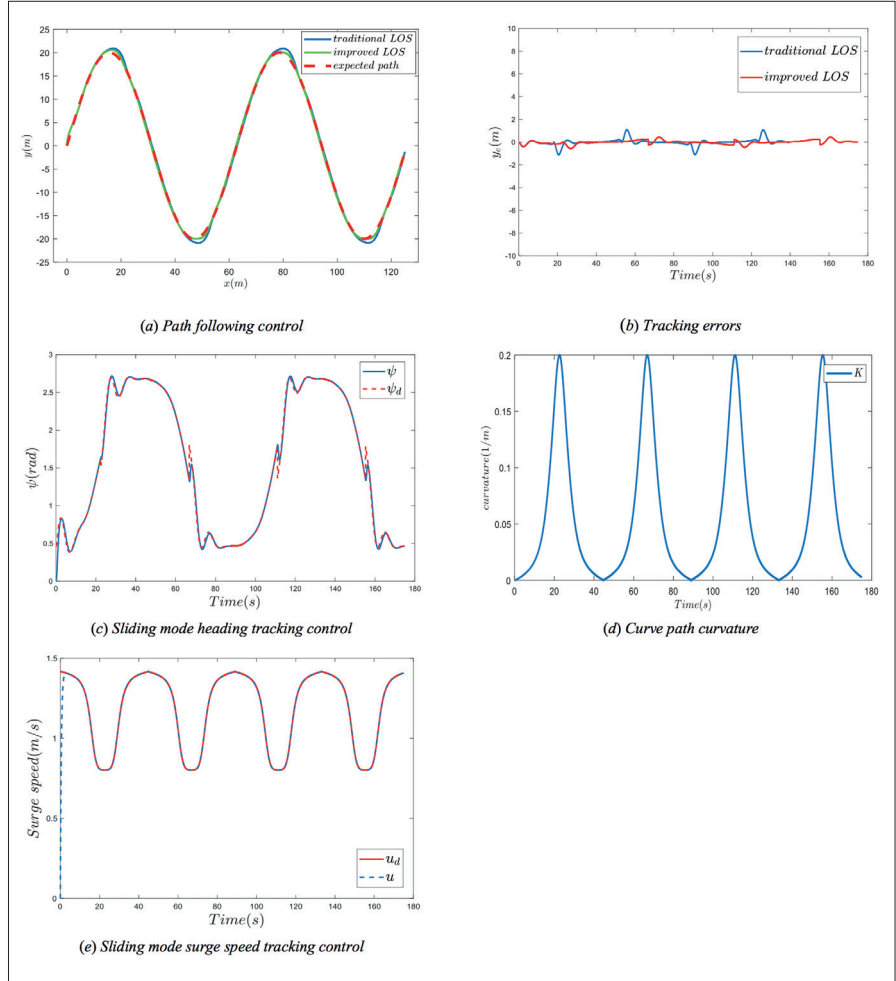 25
20
15
10
5
0
-5
-10
-15
-20
-25
y(m)
0 20 40 60 80 100 120
x(m)
traditional LOS
improved LOS
expected path
(a) Path following control
10
8
6
4
2
0
-2
-4
-6
-8
-10
y_e(m)
0 20 40 60 80 100 120 140 160 180
Time(s)
traditional LOS
improved LOS
(b) Tracking errors
3
2.5
2
1.5
1
0.5
0
ψ(rad)
0 20 40 60 80 100 120 140 160 180
Time(s)
ψ
ψ_d
(c) Sliding mode heading tracking control
0.2
0.15
0.1
0.05
0
curvature(1/m)
0 20 40 60 80 100 120 140 160 180
Time(s)
K
(d) Curve path curvature
1.5
1
0.5
0
Surge speed(m/s)
0 20 40 60 80 100 120 140 160 180
Time(s)
u_d
u
(e) Sliding mode surge speed tracking control